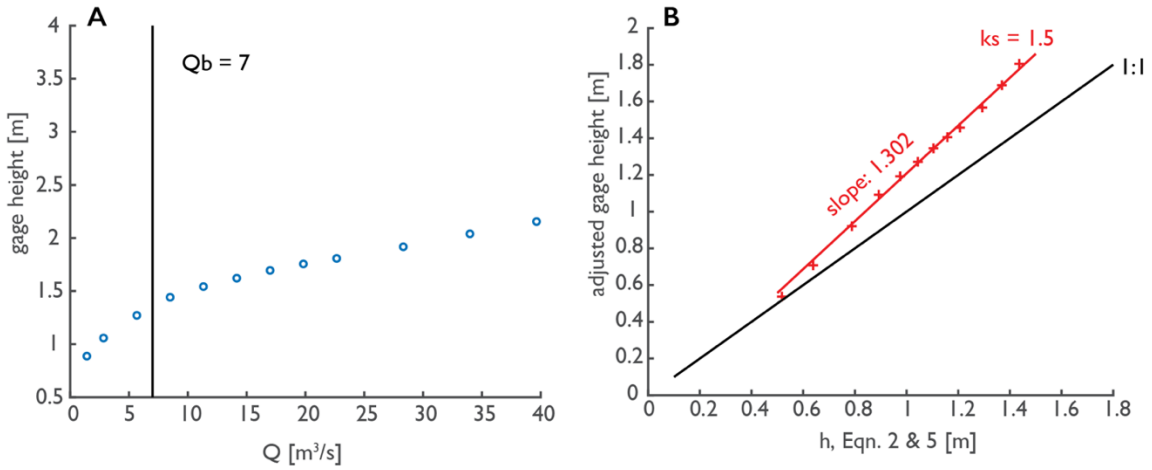 A
4
3.5
3
2.5
2
1.5
1
0.5
gage height [m]
Qb = 7
0 5 10 15 20 25 30 35 40
Q [m³/s]
B
2
1.8
1.6
1.4
1.2
1
0.8
0.6
0.4
0.2
0
adjusted gage height [m]
ks = 1.5
slope: 1.302
1:1
0 0.2 0.4 0.6 0.8 1 1.2 1.4 1.6 1.8
h, Eqn. 2 & 5 [m]